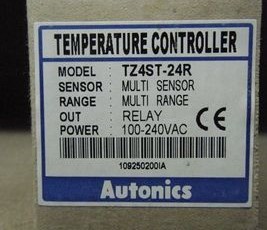 TEMPERATURE CONTROLLER
MODEL : TZ4ST-24R
SENSOR : MULTI SENSOR
RANGE : MULTI RANGE
OUT : RELAY
POWER : 100-240VAC CE
109250200IA
Autonics